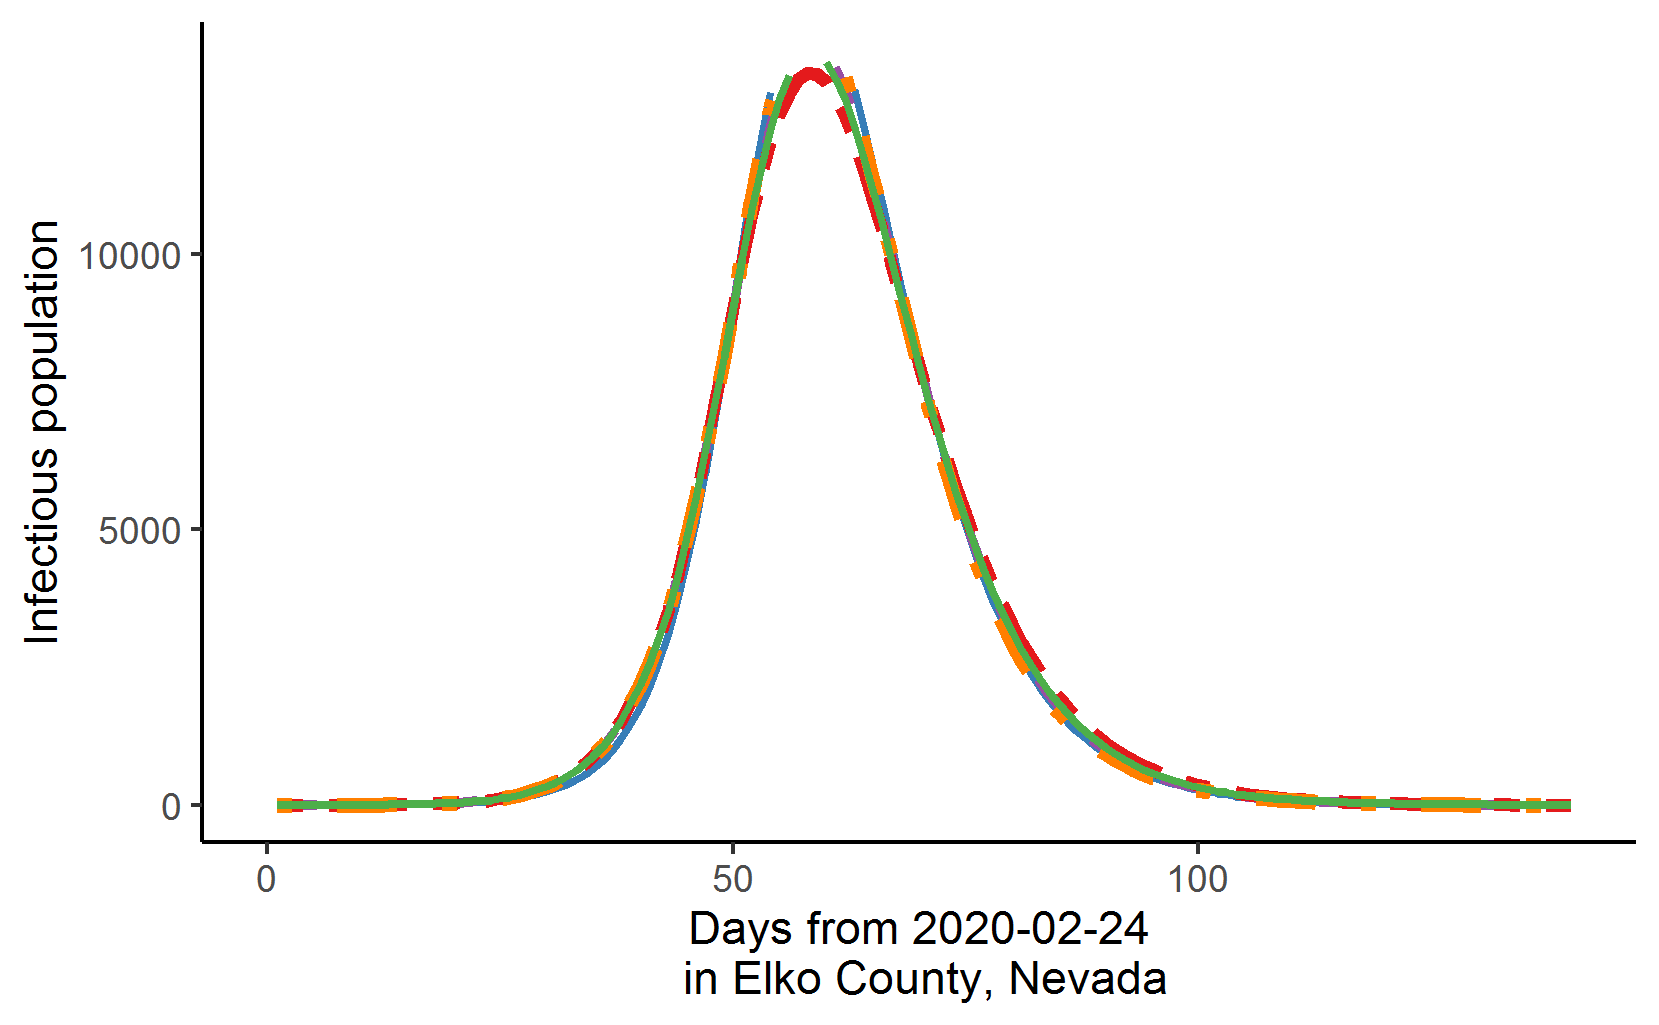 Infectious population
10000
5000
0
0 50 100
Days from 2020-02-24
in Elko County, Nevada